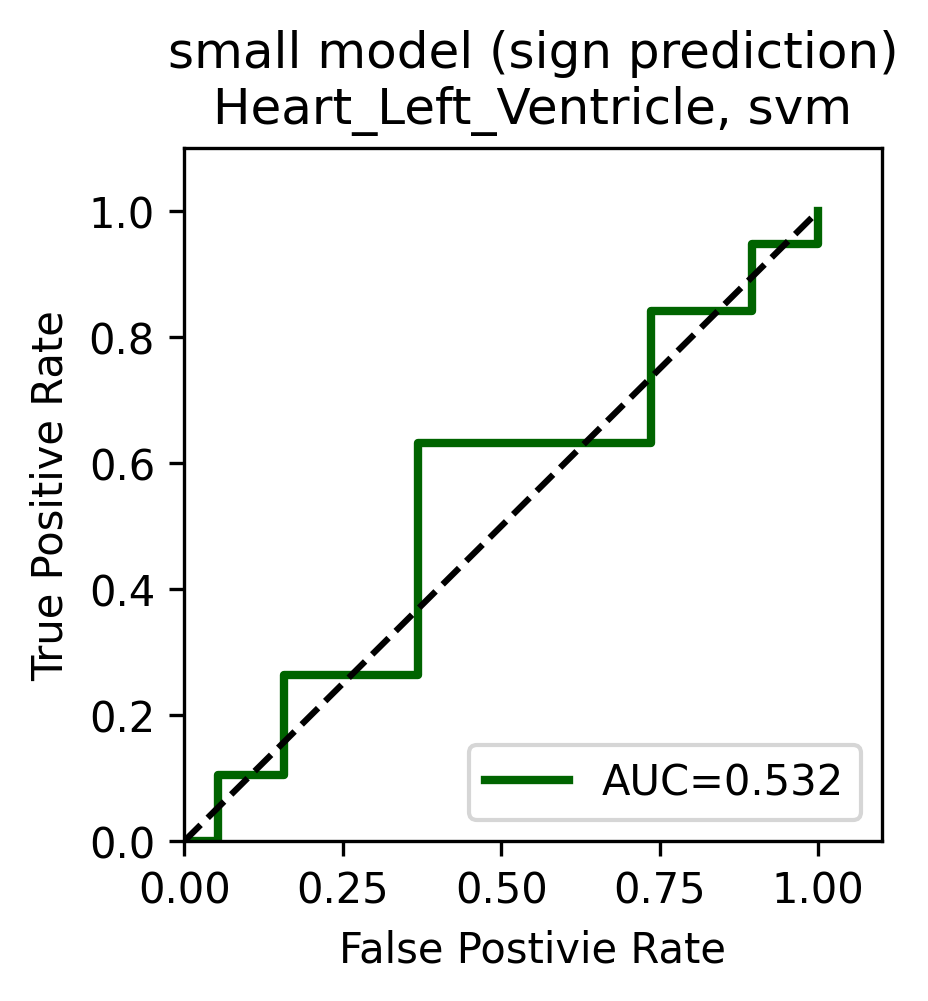 small model (sign prediction)
Heart_Left_Ventricle, svm
1.0
0.8
0.6
0.4
0.2
0.0
True Positive Rate
AUC=0.532
0.00 0.25 0.50 0.75 1.00
False Postivie Rate